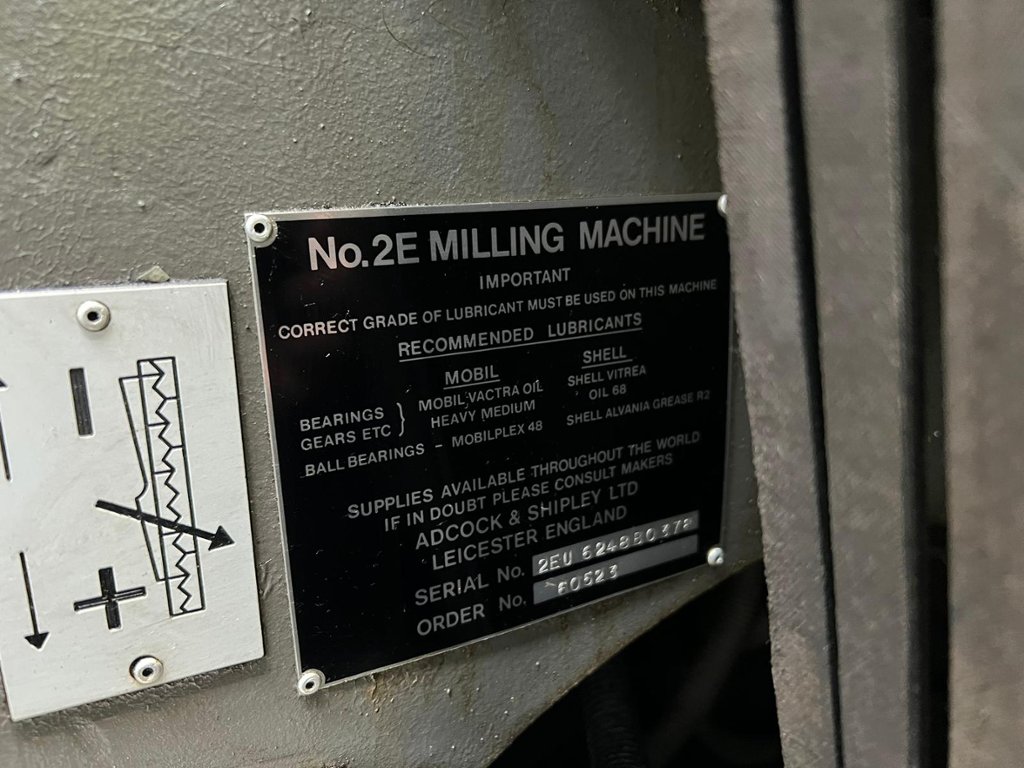 No.2E MILLING MACHINE
IMPORTANT
CORRECT GRADE OF LUBRICANT MUST BE USED ON THIS MACHINE
RECOMMENDED LUBRICANTS
MOBIL SHELL
BEARINGS GEARS ETC } MOBIL VACTRA OIL HEAVY MEDIUM SHELL VITREA OIL 68
BALL BEARINGS - MOBILPLEX 48 SHELL ALVANIA GREASE R2
SUPPLIES AVAILABLE THROUGHOUT THE WORLD
IF IN DOUBT PLEASE CONSULT MAKERS
ADCOCK & SHIPLEY LTD
LEICESTER ENGLAND
SERIAL No. 2EU
ORDER No.
− 
+